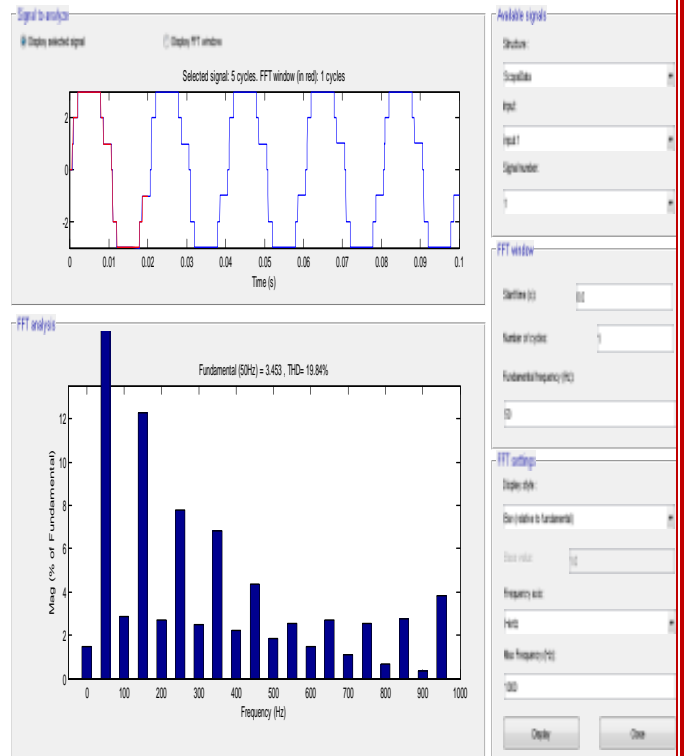 Signal to analyze
Display selected signal
Display FFT window
Selected signal: 5 cycles. FFT window (in red): 1 cycles
2
0
-2
0 0.01 0.02 0.03 0.04 0.05 0.06 0.07 0.08 0.09 0.1
Time (s)
FFT analysis
Fundamental (50Hz) = 3.453 , THD= 19.84%
Mag (% of Fundamental)
12
10
8
6
4
2
0
0 100 200 300 400 500 600 700 800 900 1000
Frequency (Hz)
Available signals
Structure :
ScopeData
Input :
input 1
Signal number:
1
FFT window
Start time (s):
0.0
Number of cycles:
1
Fundamental frequency (Hz):
50
FFT settings
Display style :
Bar (relative to fundamental)
Base value:
1.0
Frequency axis:
Hertz
Max Frequency (Hz):
1000
Display
Close